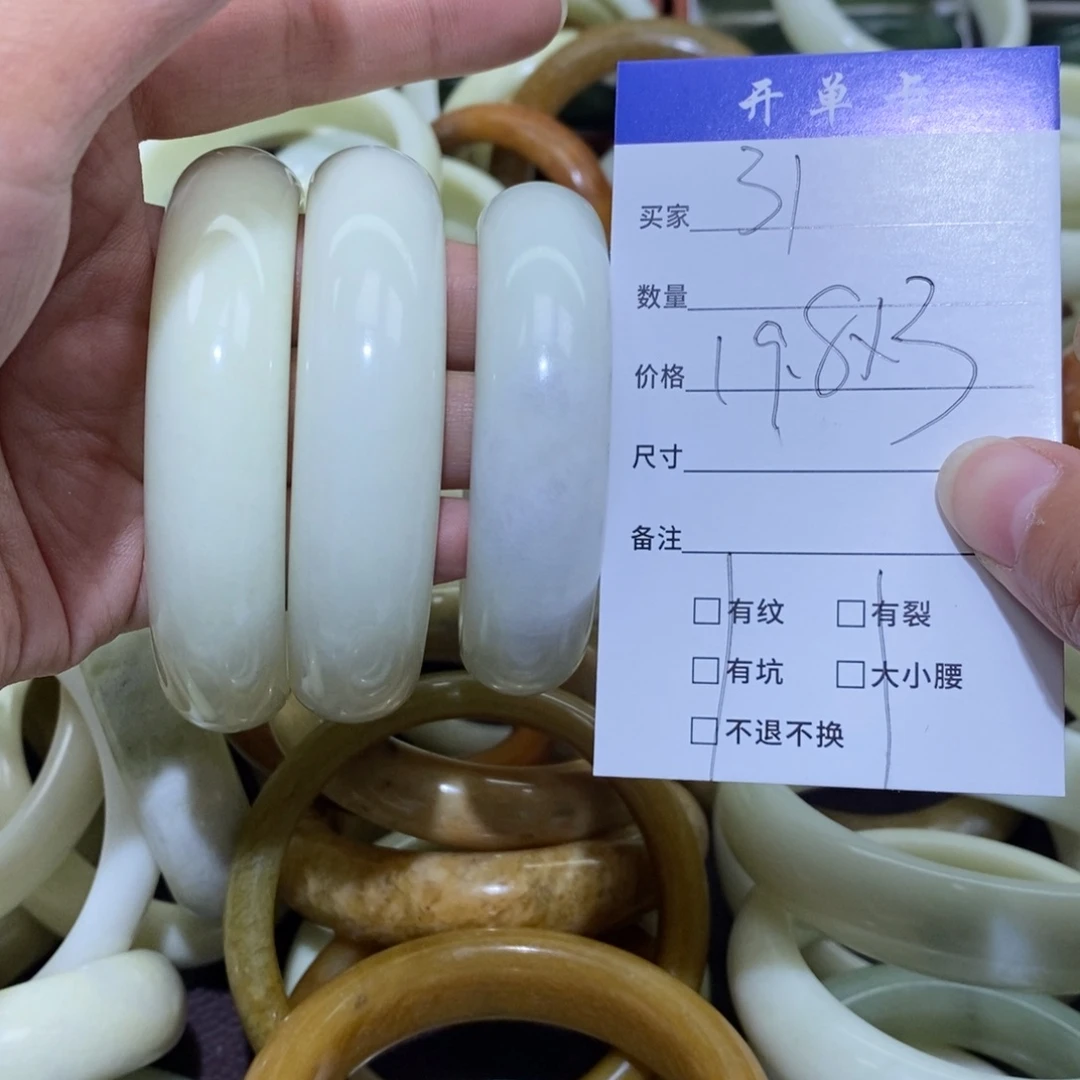 开单卡
买家 31
数量
价格 19.8x3
尺寸
备注
□有纹 □有裂
□有坑 □大小腰
□不退不换